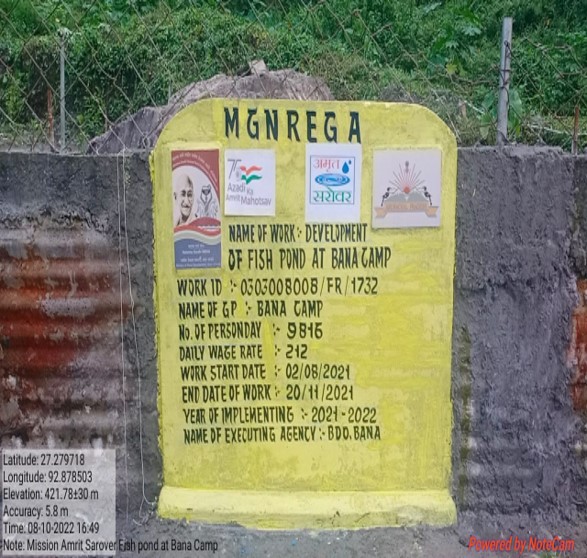 MGNREGA
75
Azadi Ka
Amrit Mahotsav
अमृत
सरोवर
NAME OF WORK :- DEVELOPMENT
OF FISH POND AT BANA CAMP
WORK ID :- 0303008008/FR/1732
NAME OF GP :- BANA CAMP
No. OF PERSONDAY :- 9816
DAILY WAGE RATE :- 212
WORK START DATE :- 02/08/2021
END DATE OF WORK :- 20/11/2021
YEAR OF IMPLEMENTING :- 2021-2022
NAME OF EXECUTING AGENCY :- BDO. BANA
Latitude: 27.279718
Longitude: 92.878503
Elevation: 421.78±30 m
Accuracy: 5.8 m
Time: 08-10-2022 16:49
Note: Mission Amrit Sarover Fish pond at Bana Camp
Powered by NoteCam